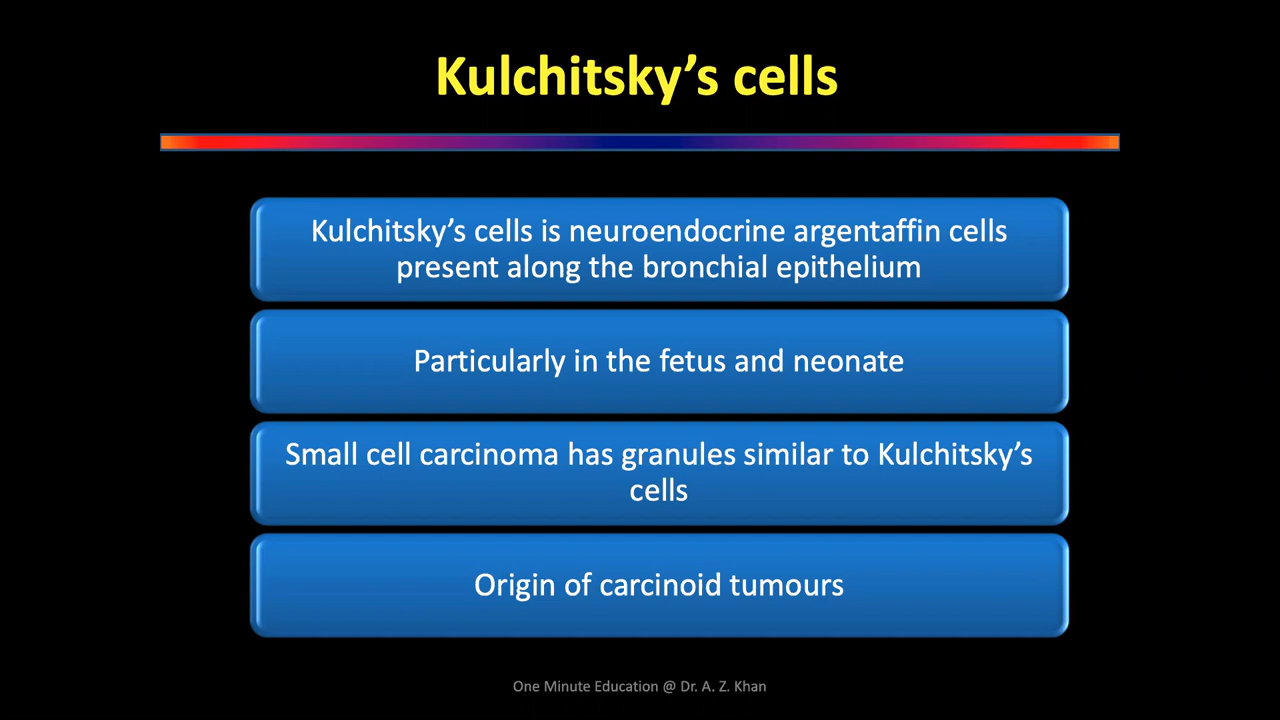 Kulchitsky’s cells
Kulchitsky’s cells is neuroendocrine argentaffin cells
present along the bronchial epithelium
Particularly in the fetus and neonate
Small cell carcinoma has granules similar to Kulchitsky’s
cells
Origin of carcinoid tumours
One Minute Education @ Dr. A. Z. Khan